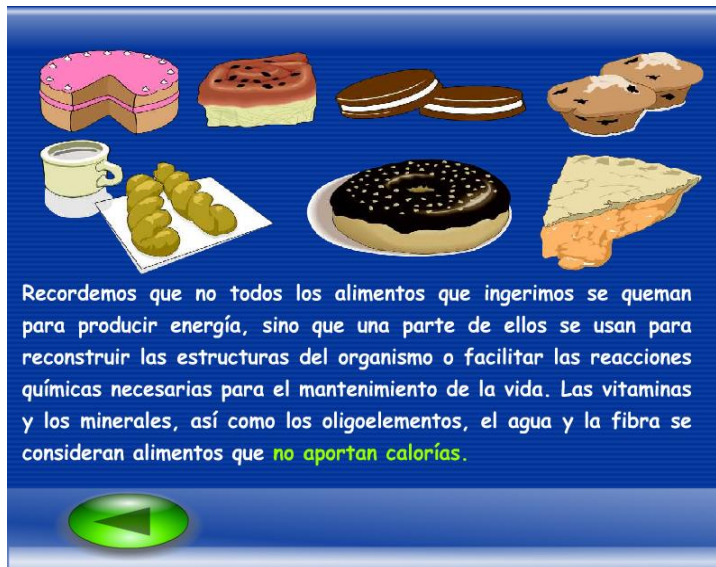 Recordemos que no todos los alimentos que ingerimos se queman
para producir energía, sino que una parte de ellos se usan para
reconstruir las estructuras del organismo o facilitar las reacciones
químicas necesarias para el mantenimiento de la vida. Las vitaminas
y los minerales, así como los oligoelementos, el agua y la fibra se
consideran alimentos que no aportan calorías.